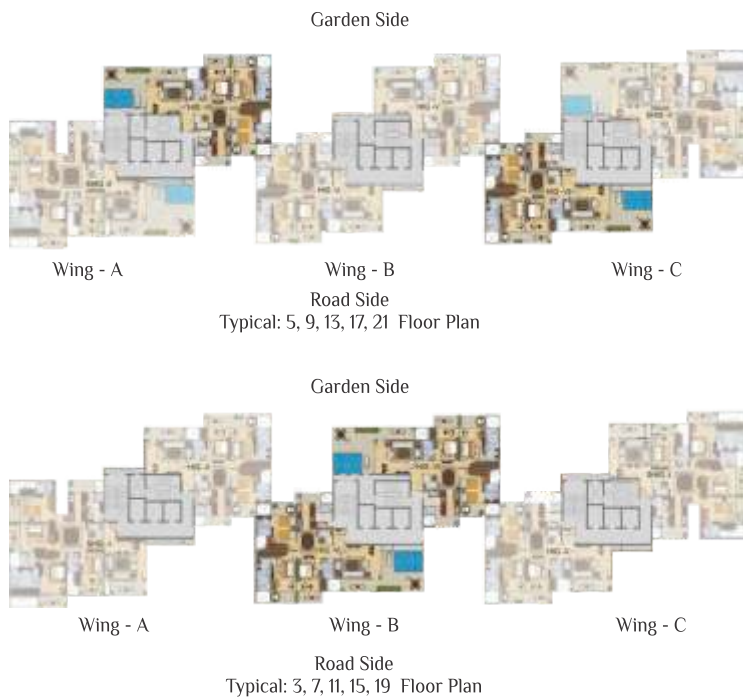 Garden Side
Wing - A
Wing - B
Wing - C
Road Side
Typical: 5, 9, 13, 17, 21 Floor Plan
Garden Side
Wing - A
Wing - B
Wing - C
Road Side
Typical: 3, 7, 11, 15, 19 Floor Plan